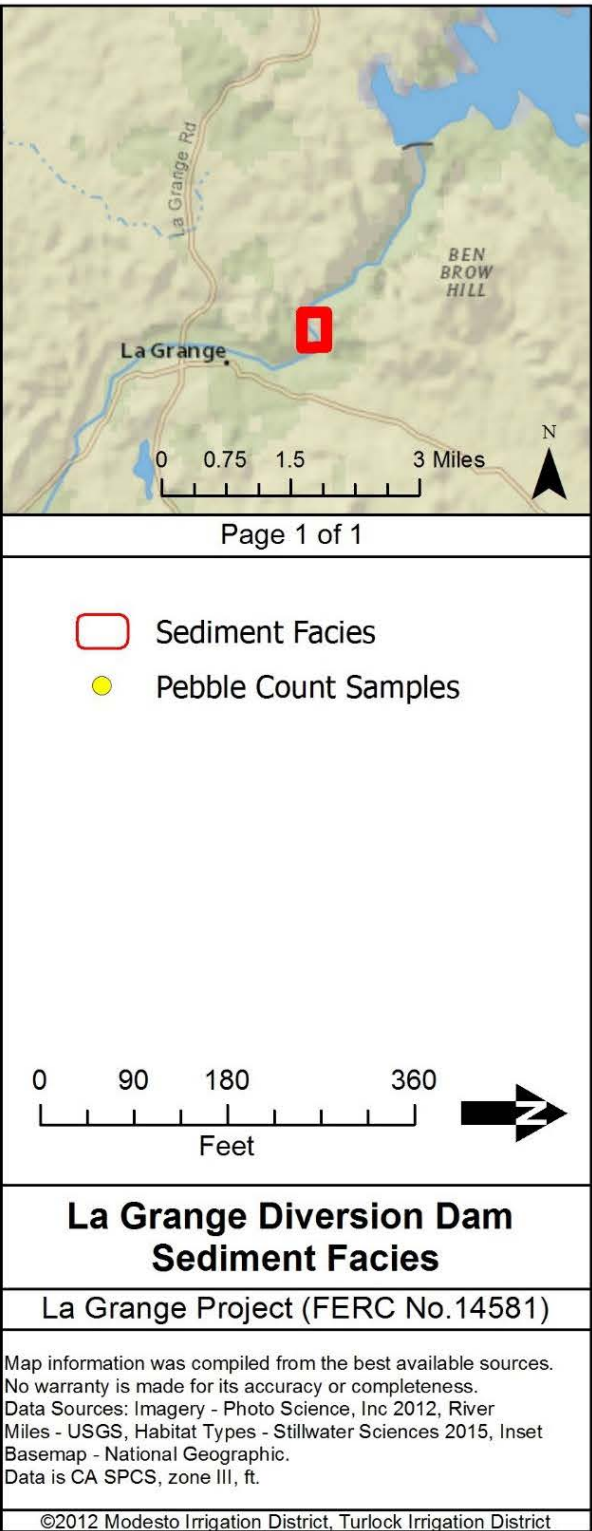 La Grange Rd
BEN
BROW
HILL
La Grange
N
0 0.75 1.5 3 Miles
Page 1 of 1
Sediment Facies
Pebble Count Samples
0 90 180 360
Feet
N
La Grange Diversion Dam
Sediment Facies
La Grange Project (FERC No.14581)
Map information was compiled from the best available sources.
No warranty is made for its accuracy or completeness.
Data Sources: Imagery - Photo Science, Inc 2012, River
Miles - USGS, Habitat Types - Stillwater Sciences 2015, Inset
Basemap - National Geographic.
Data is CA SPCS, zone III, ft.
©2012 Modesto Irrigation District, Turlock Irrigation District